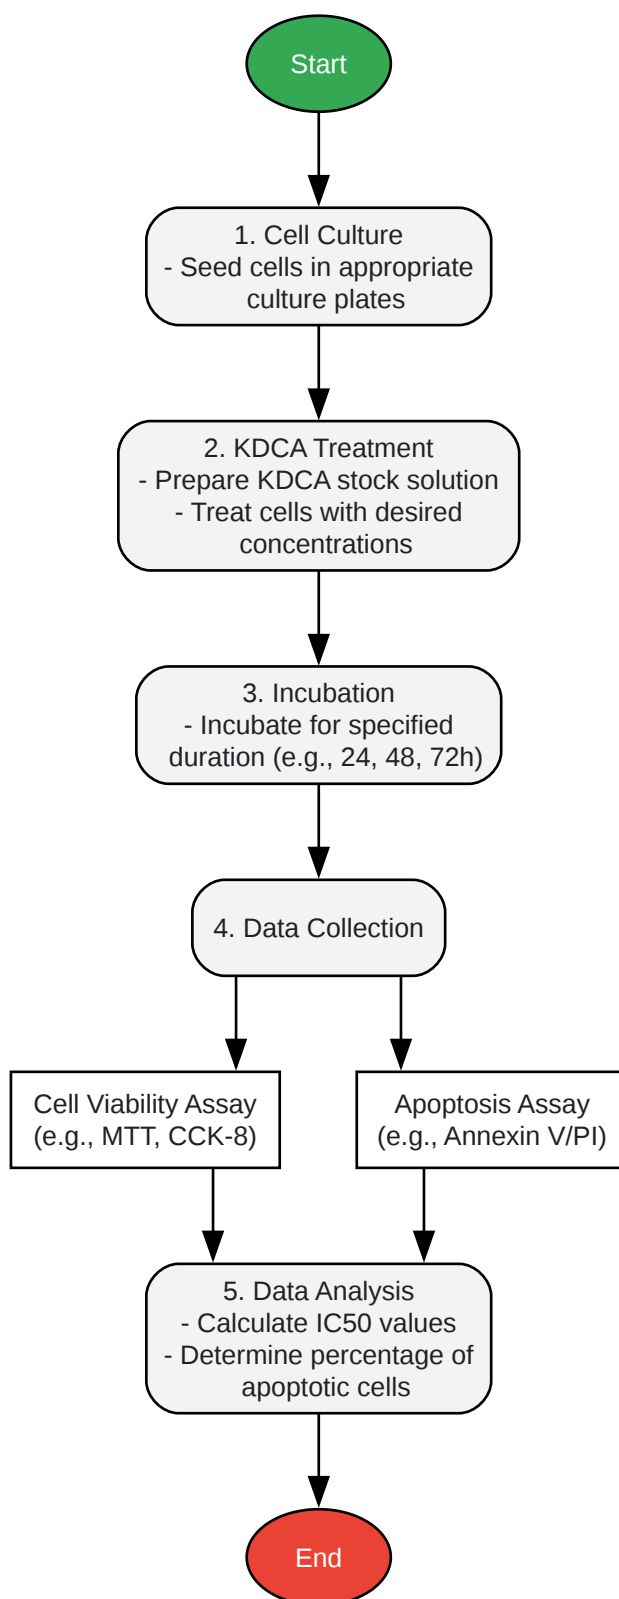 Start
1. Cell Culture
- Seed cells in appropriate
culture plates
2. KDCA Treatment
- Prepare KDCA stock solution
- Treat cells with desired
concentrations
3. Incubation
- Incubate for specified
duration (e.g., 24, 48, 72h)
4. Data Collection
Cell Viability Assay
(e.g., MTT, CCK-8)
Apoptosis Assay
(e.g., Annexin V/PI)
5. Data Analysis
- Calculate IC50 values
- Determine percentage of
apoptotic cells
End